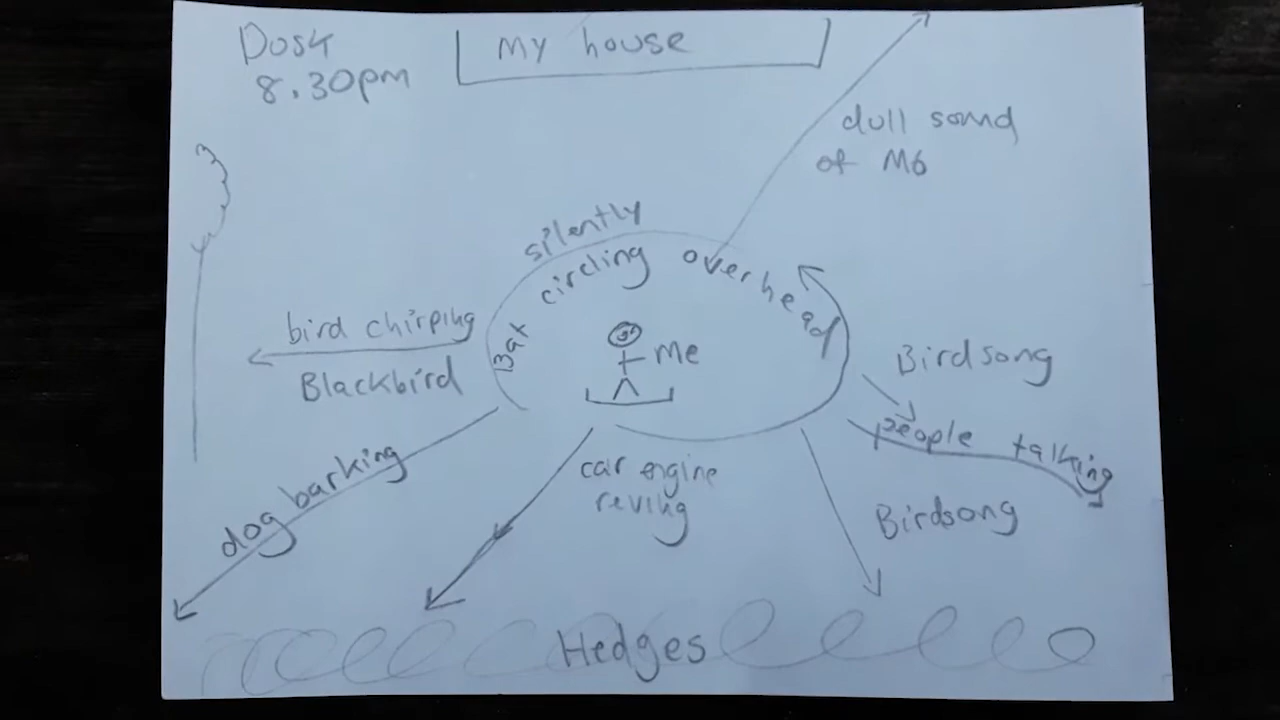 Dusk
8.30pm
My house
dull sound
of M6
silently
Bat circling overhead
bird chirping
Blackbird
Me
Birdsong
people talking
dog barking
car engine
reving
Birdsong
Hedges